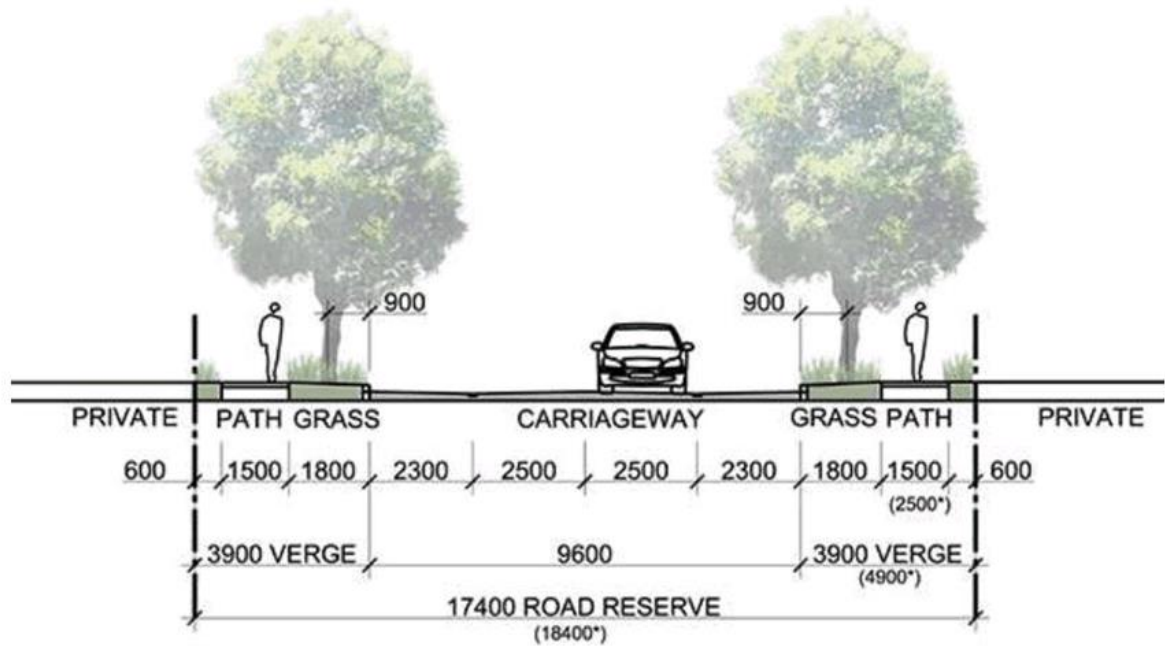 900 900
PRIVATE PATH GRASS CARRIAGEWAY GRASS PATH PRIVATE
600 1500 1800 2300 2500 2500 2300 1800 1500 600
(2500*)
3900 VERGE 9600 3900 VERGE
(4900*)
17400 ROAD RESERVE
(18400*)